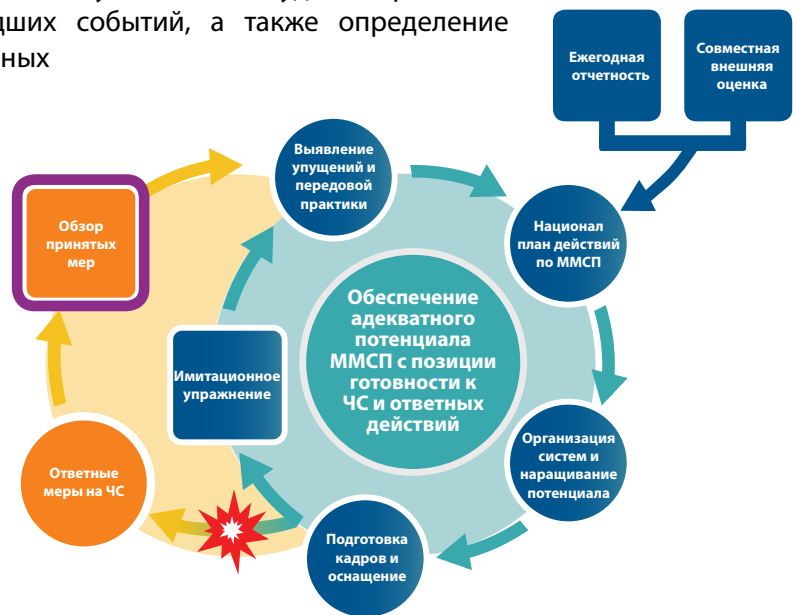 дших событий, а также определение
ных
Ежегодная
отчетность
Совместная
внешняя
оценка
Выявление
упущений и
передовой
практики
Обзор
принятых
мер
Национал
план действий
по ММСП
Обеспечение
адекватного
потенциала
ММСП с позиции
готовности к
ЧС и ответных
действий
Имитационное
упражнение
Организация
систем и
наращивание
потенциала
Ответные
меры на ЧС
Подготовка
кадров и
оснащение